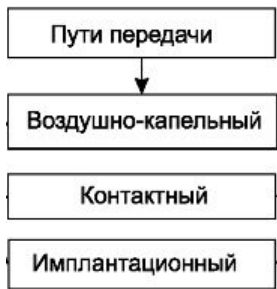 Пути передачи
Воздушно-капельный
Контактный
Имплантационный